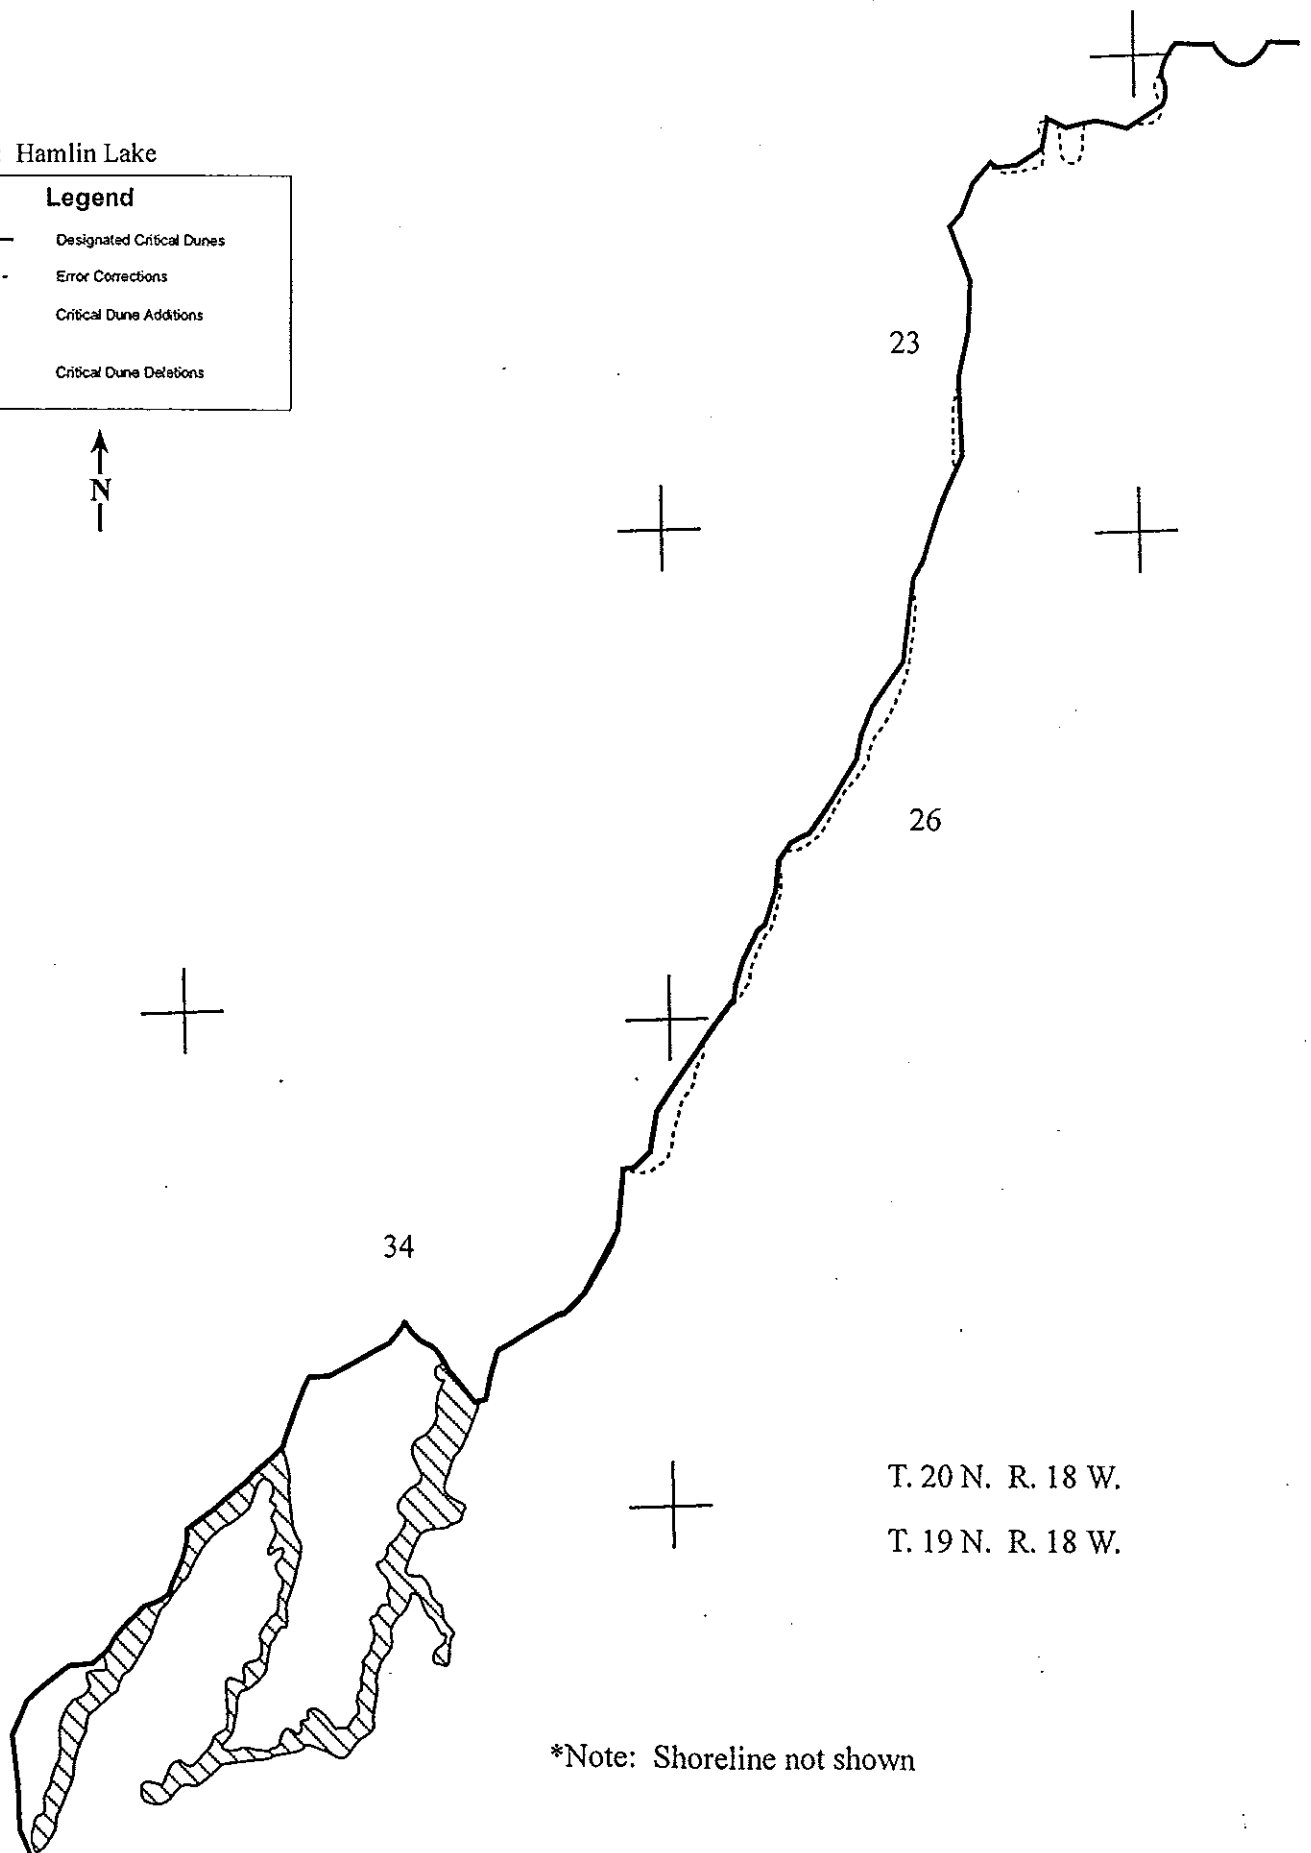 : Hamlin Lake
Legend
Designated Critical Dunes
Error Corrections
Critical Dune Additions
Critical Dune Deletions
N
23
26
34
T. 20 N. R. 18 W.
T. 19 N. R. 18 W.
*Note: Shoreline not shown